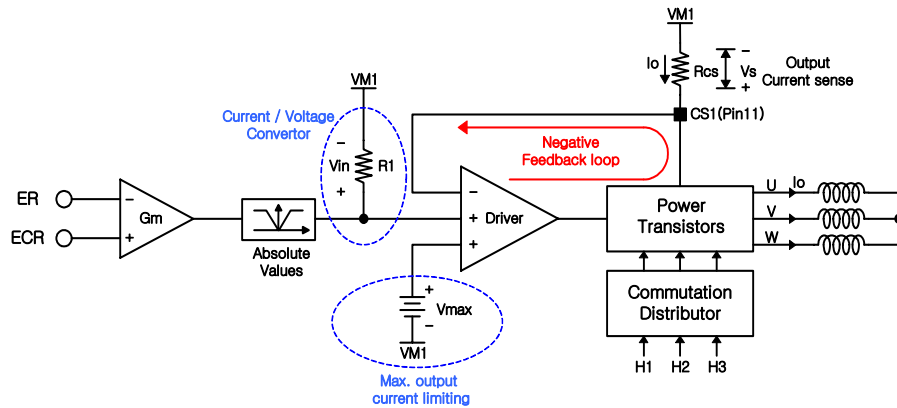 VM1
Io
Rcs
−
Vs
+
Output
Current sense
CS1(Pin11)
VM1
Current / Voltage
Convertor
−
Vin
R1
+
Negative
Feedback loop
ER
ECR
−
Gm
+
Absolute
Values
−
+
Driver
+
Power
Transistors
U
Io
V
W
+
Vmax
−
VM1
Max. output
current limiting
Commutation
Distributor
H1
H2
H3